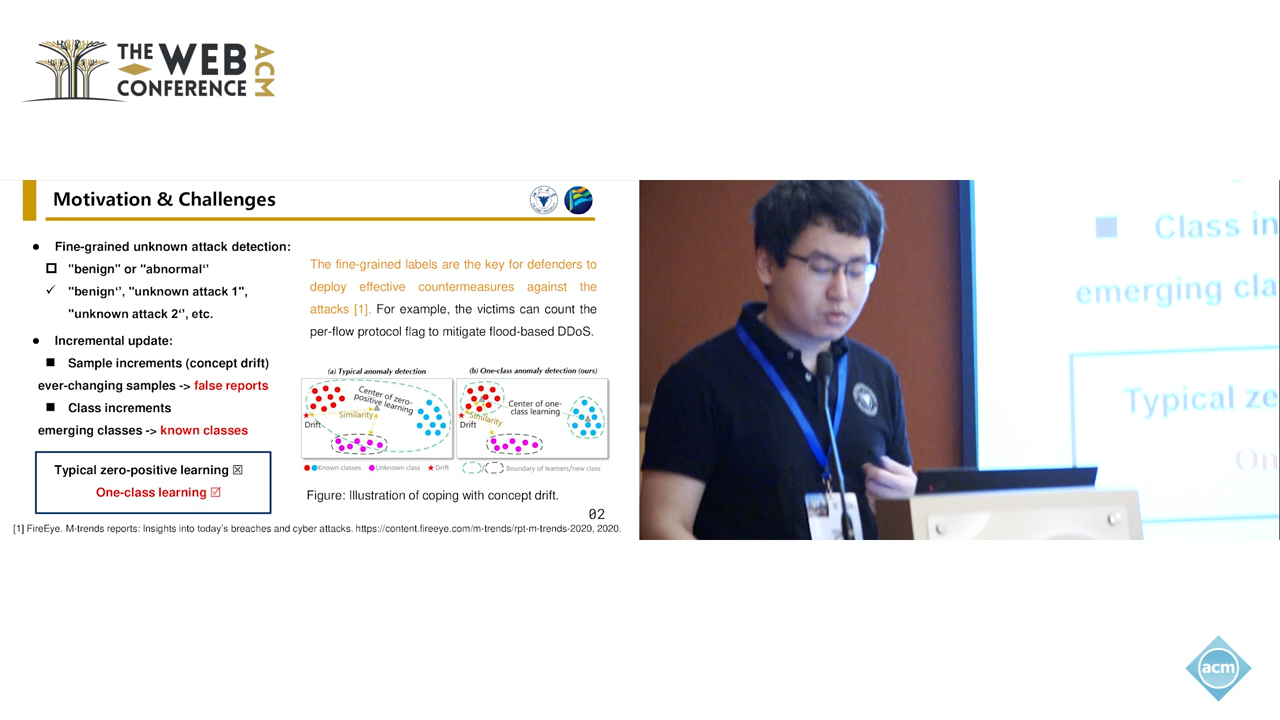 THE WEB
CONFERENCE
ACM
Motivation & Challenges
● Fine-grained unknown attack detection:
"benign" or "abnormal‘’
✓ "benign‘’, "unknown attack 1",
"unknown attack 2‘’, etc.
● Incremental update:
■ Sample increments (concept drift)
ever-changing samples -> false reports
■ Class increments
emerging classes -> known classes
Typical zero-positive learning ☒
One-class learning ☑
The fine-grained labels are the key for defenders to
deploy effective countermeasures against the
attacks [1]. For example, the victims can count the
per-flow protocol flag to mitigate flood-based DDoS.
(a) Typical anomaly detection
Center of zero-
positive learning
Similarity
Drift
(b) One-class anomaly detection (ours)
Center of one-
class learning
Similarity
Drift
Known classes Unknown class Drift Boundary of learners/new class
Figure: Illustration of coping with concept drift.
02
[1] FireEye. M-trends reports: Insights into today's breaches and cyber attacks. https://content.fireeye.com/m-trends/rpt-m-trends-2020, 2020.
■ Class in
emerging cla
Typical ze
On
acm